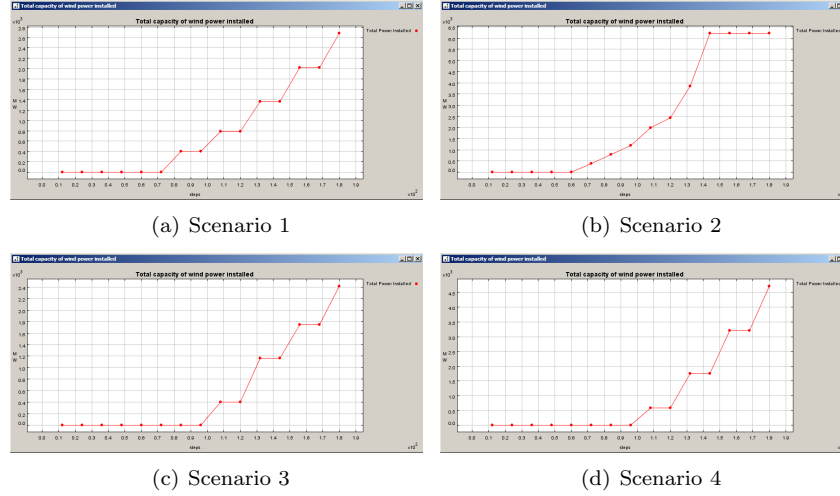 Total capacity of wind power installed
Total capacity of wind power installed
x10³
Total Power Installed
2.8
2.6
2.4
2.2
2.0
1.8
1.6
1.4
1.2
1.0
0.8
0.6
0.4
0.2
0.0
M
W
0.0 0.1 0.2 0.3 0.4 0.5 0.6 0.7 0.8 0.9 1.0 1.1 1.2 1.3 1.4 1.5 1.6 1.7 1.8 1.9
steps
x10²
(a) Scenario 1
Total capacity of wind power installed
Total capacity of wind power installed
x10³
Total Power Installed
6.5
6.0
5.5
5.0
4.5
4.0
3.5
3.0
2.5
2.0
1.5
1.0
0.5
0.0
M
W
0.0 0.1 0.2 0.3 0.4 0.5 0.6 0.7 0.8 0.9 1.0 1.1 1.2 1.3 1.4 1.5 1.6 1.7 1.8 1.9
steps
(b) Scenario 2
Total capacity of wind power installed
Total capacity of wind power installed
x10³
Total Power Installed
2.4
2.2
2.0
1.8
1.6
1.4
1.2
1.0
0.8
0.6
0.4
0.2
0.0
M
W
0.0 0.1 0.2 0.3 0.4 0.5 0.6 0.7 0.8 0.9 1.0 1.1 1.2 1.3 1.4 1.5 1.6 1.7 1.8 1.9
steps
x10²
(c) Scenario 3
Total capacity of wind power installed
Total capacity of wind power installed
x10³
Total Power Installed
4.5
4.0
3.5
3.0
2.5
2.0
1.5
1.0
0.5
0.0
M
W
0.0 0.1 0.2 0.3 0.4 0.5 0.6 0.7 0.8 0.9 1.0 1.1 1.2 1.3 1.4 1.5 1.6 1.7 1.8 1.9
steps
(d) Scenario 4